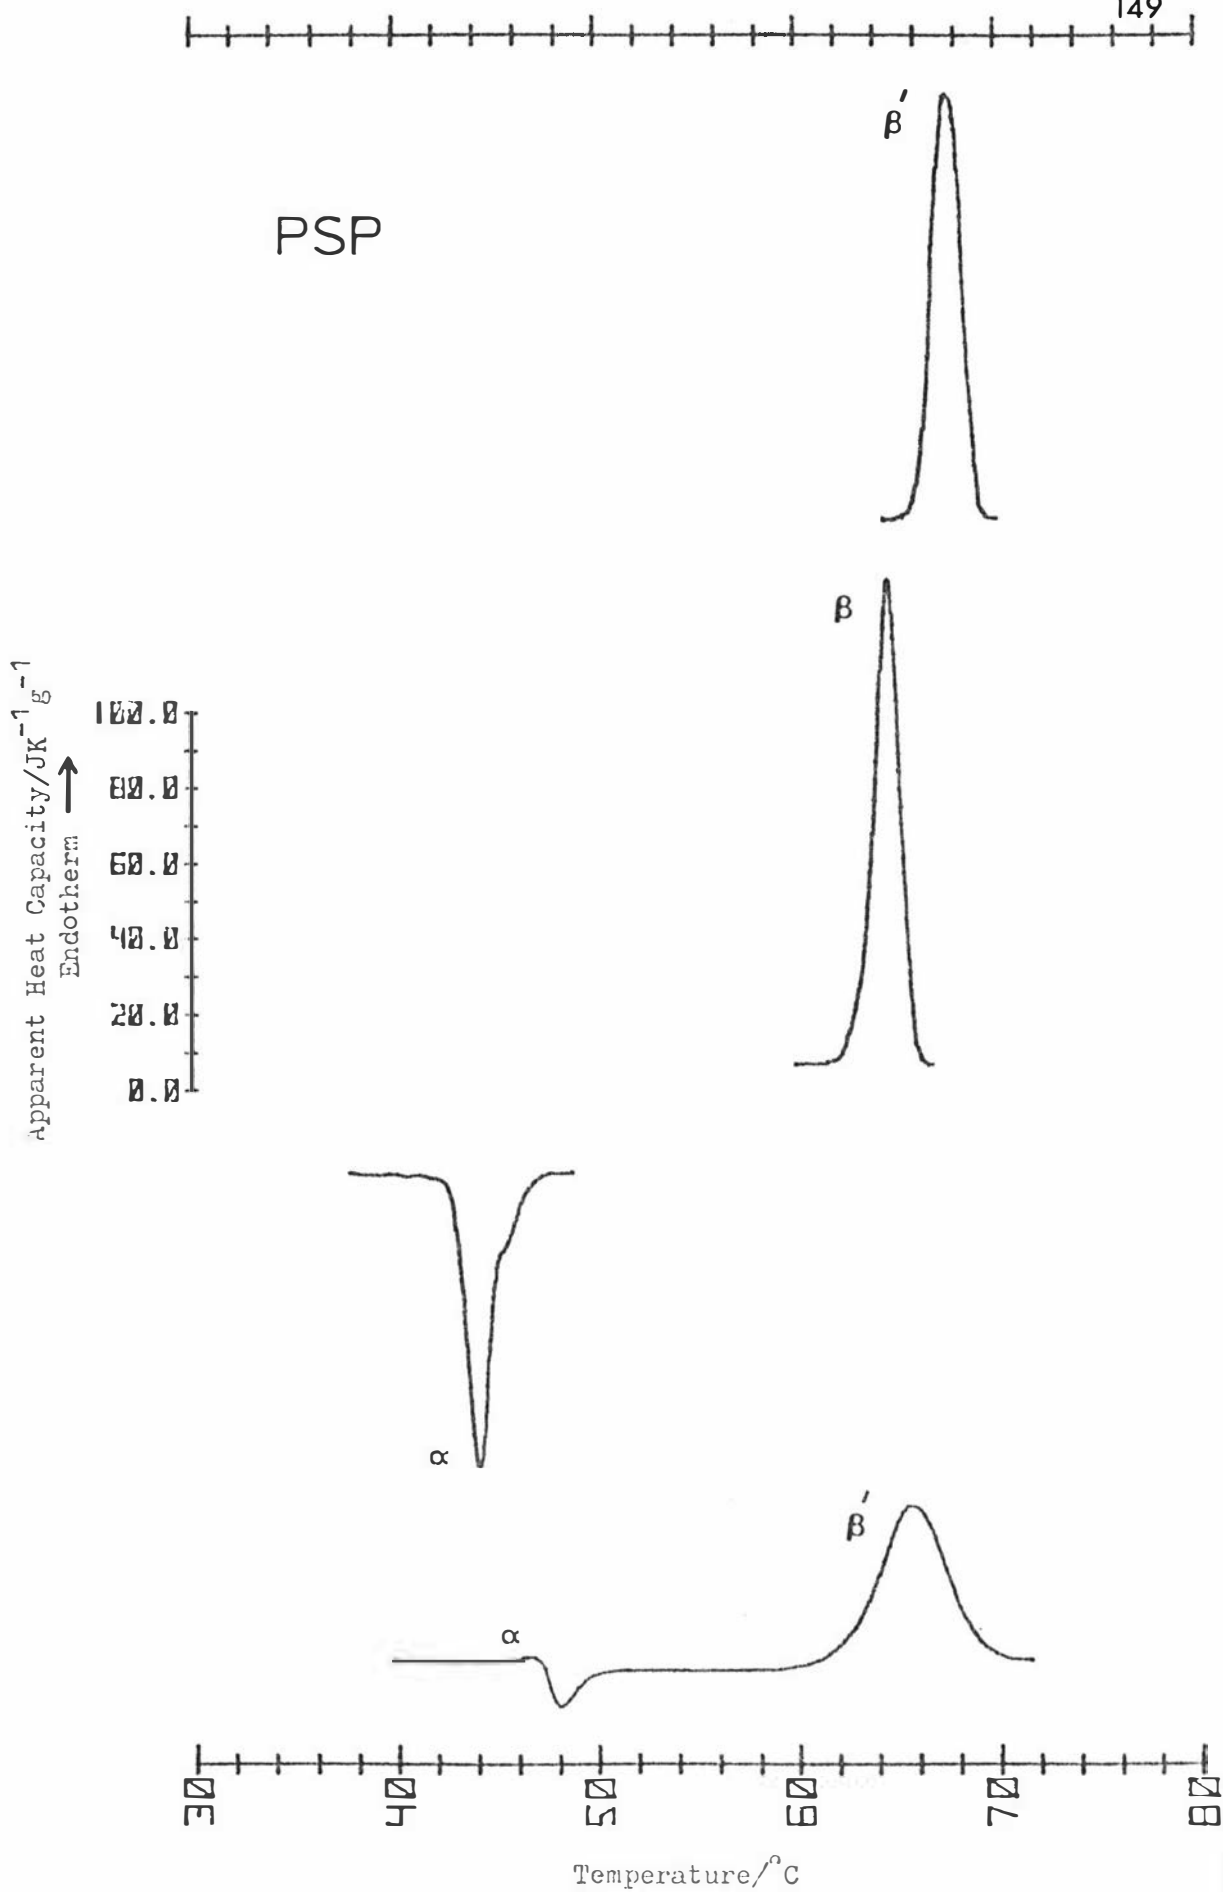 149
β′
PSP
β
Apparent Heat Capacity/JK⁻¹g⁻¹
Endotherm →
100.0
80.0
60.0
40.0
20.0
0.0
α
β′
α
30 40 50 60 70 80
Temperature/°C